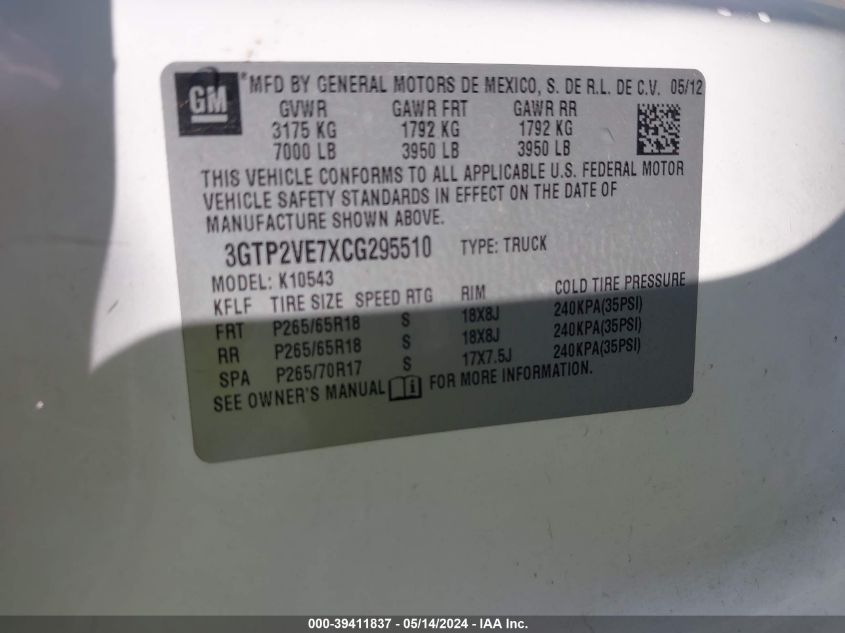 GM
® MFD BY GENERAL MOTORS DE MEXICO, S. DE R.L. DE C.V. 05/12
GVWR GAWR FRT GAWR RR
3175 KG 1792 KG 1792 KG
7000 LB 3950 LB 3950 LB
THIS VEHICLE CONFORMS TO ALL APPLICABLE U.S. FEDERAL MOTOR
VEHICLE SAFETY STANDARDS IN EFFECT ON THE DATE OF
MANUFACTURE SHOWN ABOVE.
3GTP2VE7XCG295510 TYPE: TRUCK
MODEL: K10543
KFLF TIRE SIZE SPEED RTG RIM COLD TIRE PRESSURE
FRT P265/65R18 S 18X8J 240KPA(35PSI)
RR P265/65R18 S 18X8J 240KPA(35PSI)
SPA P265/70R17 S 17X7.5J 240KPA(35PSI)
SEE OWNER'S MANUAL FOR MORE INFORMATION.
000-39411837 - 05/14/2024 - IAA Inc.